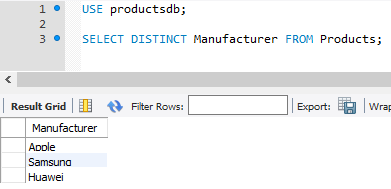 1 USE productsdb;
2
3 SELECT DISTINCT Manufacturer FROM Products;
Result Grid Filter Rows: Export: Wrap
Manufacturer
Apple
Samsung
Huawei